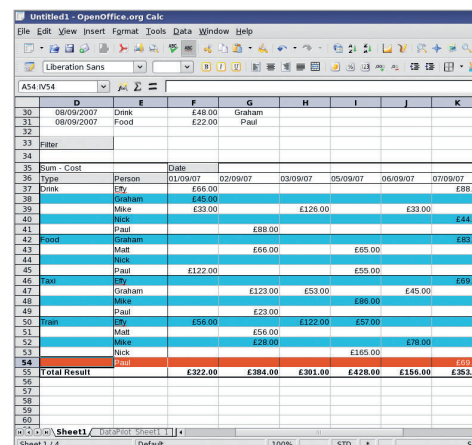 Untitled1 - OpenOffice.org Calc
File Edit View Insert Format Tools Data Window Help
Liberation Sans
A54:IV54
D E F G H I J K
30 08/09/2007 Drink £48.00 Graham
31 08/09/2007 Food £22.00 Paul
32
33 Filter
34
35 Sum - Cost Date
36 Type Person 01/09/07 02/09/07 03/09/07 05/09/07 06/09/07 07/09/0
37 Drink Effy £66.00 £88.
38 Graham £45.00
39 Mike £33.00 £126.00 £33.00
40 Nick £44.
41 Paul £88.00
42 Food Graham £83.
43 Matt £66.00 £65.00
44 Nick
45 Paul £122.00 £55.00
46 Taxi Effy £69.
47 Graham £123.00 £53.00 £45.00
48 Mike £86.00
49 Paul £23.00
50 Train Effy £56.00 £122.00 £57.00
51 Matt £56.00
52 Mike £28.00 £78.00
53 Nick £165.00
54 Paul £69.
55 Total Result £322.00 £384.00 £301.00 £428.00 £156.00 £353.
56
57
58
59
60
Sheet1 DataPilot_Sheet1_1
Sheet 1 / 4 Default 100% STD *